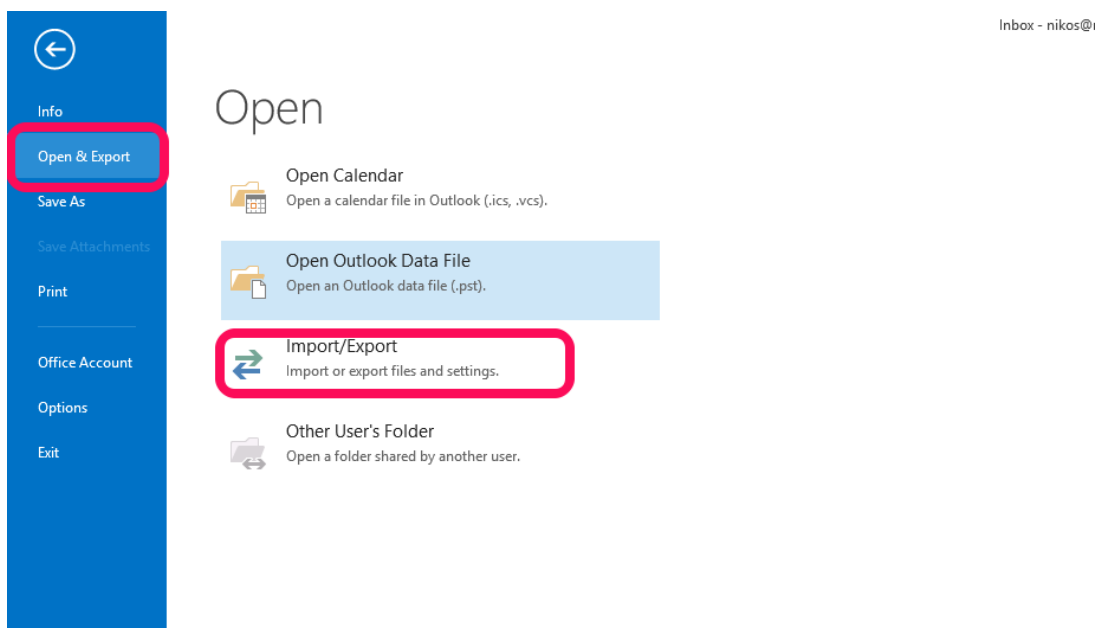 Inbox - nikos@
Info
Open & Export
Save As
Save Attachments
Print
Office Account
Options
Exit
Open
Open Calendar
Open a calendar file in Outlook (.ics, .vcs).
Open Outlook Data File
Open an Outlook data file (.pst).
Import/Export
Import or export files and settings.
Other User's Folder
Open a folder shared by another user.